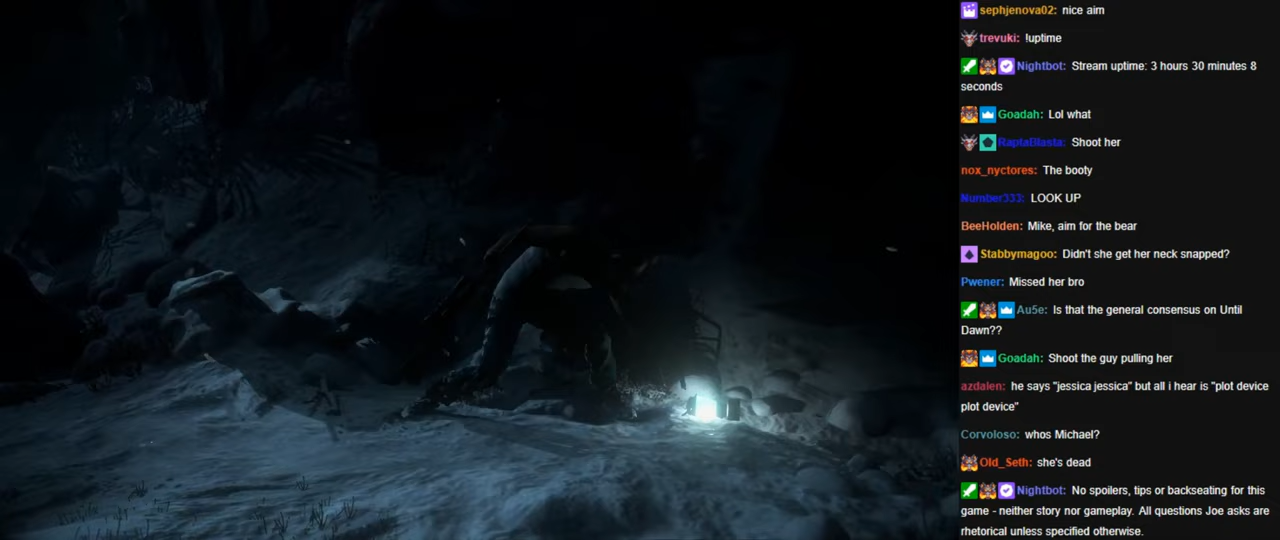 sephjenova02: nice aim
trevuki: !uptime
Nightbot: Stream uptime: 3 hours 30 minutes 8
seconds
Goadah: Lol what
RaptaBlasta: Shoot her
nox_nyctores: The booty
Number333: LOOK UP
BeeHolden: Mike, aim for the bear
Stabbymagoo: Didn't she get her neck snapped?
Pwener: Missed her bro
Au5e: Is that the general consensus on Until
Dawn??
Goadah: Shoot the guy pulling her
azdalen: he says "jessica jessica" but all i hear is "plot device
plot device"
Corvoloso: whos Michael?
Old_Seth: she's dead
Nightbot: No spoilers, tips or backseating for this
game - neither story nor gameplay. All questions Joe asks are
rhetorical unless specified otherwise.